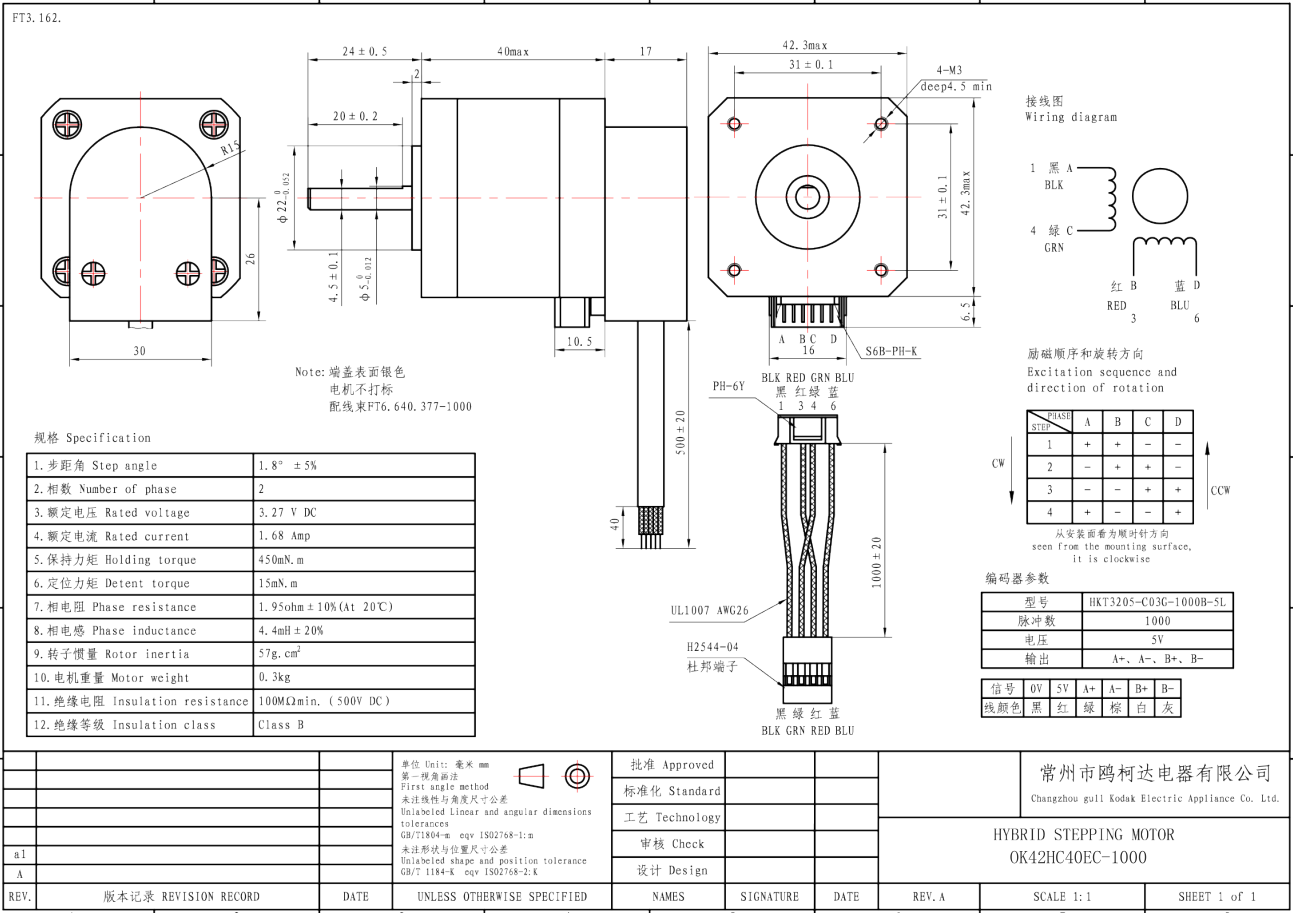 FT3.162.
24±0.5
40max
17
2
20±0.2
R15
26
30
φ22 0 -0.052
4.5±0.1
φ5 0 -0.012
10.5
500±20
40
42.3max
31±0.1
4-M3
deep4.5 min
31±0.1
42.3max
6.5
A B C D
16
S6B-PH-K
Note: 端盖表面银色
电机不打标
配线束FT6.640.377-1000
PH-6Y
BLK RED GRN BLU
黑 红 绿 蓝
1 3 4 6
1000±20
UL1007 AWG26
H2544-04
杜邦端子
黑 绿 红 蓝
BLK GRN RED BLU
接线图
Wiring diagram
1 黑 A
BLK
4 绿 C
GRN
红 B 蓝 D
RED BLU
3 6
励磁顺序和旋转方向
Excitation sequence and
direction of rotation
PHASE A B C D
STEP
1 + + - -
2 - + + -
3 - - + +
4 + - - +
CW
CCW
从安装面看为顺时针方向
seen from the mounting surface,
it is clockwise
编码器参数
型号 HKT3205-C03G-1000B-5L
脉冲数 1000
电压 5V
输出 A+、A-、B+、B-
信号 0V 5V A+ A- B+ B-
线颜色 黑 红 绿 棕 白 灰
规格 Specification
1.步距角 Step angle 1.8° ±5%
2.相数 Number of phase 2
3.额定电压 Rated voltage 3.27 V DC
4.额定电流 Rated current 1.68 Amp
5.保持力矩 Holding torque 450mN.m
6.定位力矩 Detent torque 15mN.m
7.相电阻 Phase resistance 1.95ohm±10%(At 20℃)
8.相电感 Phase inductance 4.4mH±20%
9.转子惯量 Rotor inertia 57g.cm²
10.电机重量 Motor weight 0.3kg
11.绝缘电阻 Insulation resistance 100MΩmin. (500V DC)
12.绝缘等级 Insulation class Class B
a1
A
REV. 版本记录 REVISION RECORD DATE
单位 Unit: 毫米 mm
第一视角画法
First angle method
未注线性与角度尺寸公差
Unlabeled Linear and angular dimensions
tolerances
GB/T1804-m eqv ISO2768-1:m
未注形状与位置尺寸公差
Unlabeled shape and position tolerance
GB/T 1184-K eqv ISO2768-2:K
UNLESS OTHERWISE SPECIFIED
批准 Approved
标准化 Standard
工艺 Technology
审核 Check
设计 Design
NAMES SIGNATURE DATE
常州市鸥柯达电器有限公司
Changzhou gull Kodak Electric Appliance Co. Ltd.
HYBRID STEPPING MOTOR
OK42HC40EC-1000
REV.A SCALE 1:1 SHEET 1 of 1